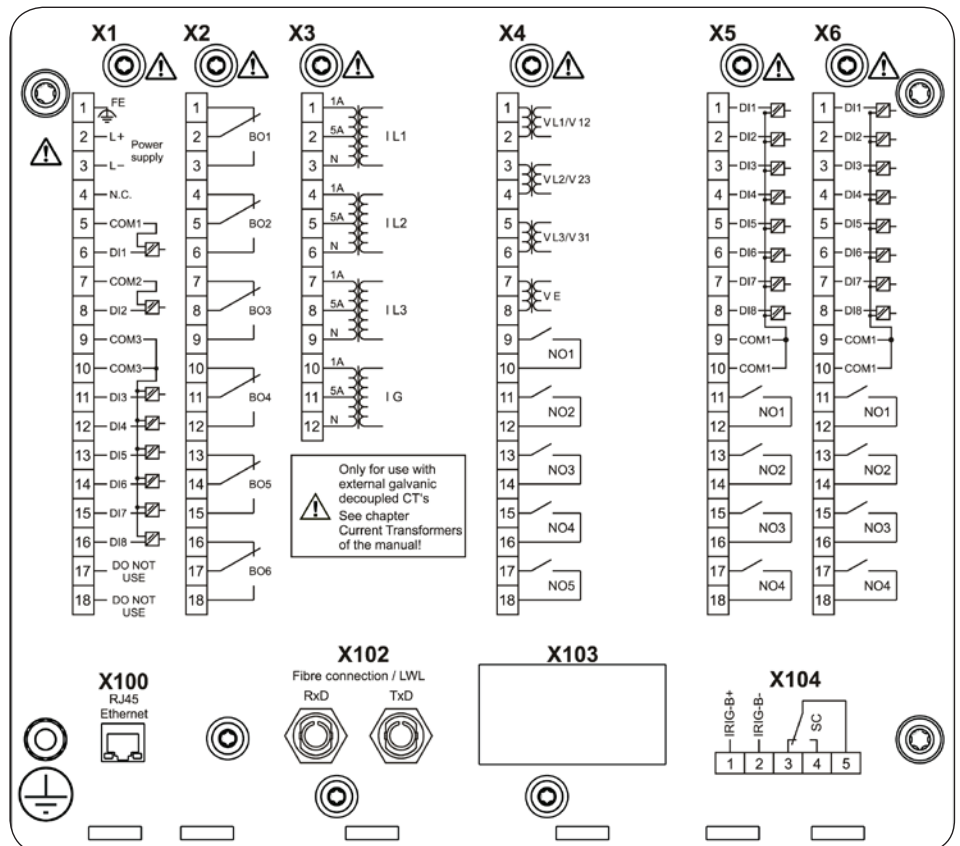 X1 X2 X3 X4 X5 X6
1 FE
2 L+ Power supply
3 L−
4 N.C.
5 COM1
6 DI1
7 COM2
8 DI2
9 COM3
10 COM3
11 DI3
12 DI4
13 DI5
14 DI6
15 DI7
16 DI8
17 DO NOT USE
18 DO NOT USE
1
2 BO1
3
4
5 BO2
6
7
8 BO3
9
10
11 BO4
12
13
14 BO5
15
16
17 BO6
18
1 1A
2 5A I L1
3 N
4 1A
5 5A I L2
6 N
7 1A
8 5A I L3
9 N
10 1A
11 5A I G
12 N
Only for use with
external galvanic
decoupled CT's
See chapter
Current Transformers
of the manual!
1
V L1/V 12
2
3
V L2/V 23
4
5
V L3/V 31
6
7
V E
8
9
NO1
10
11
NO2
12
13
NO3
14
15
NO4
16
17
NO5
18
1 DI1
2 DI2
3 DI3
4 DI4
5 DI5
6 DI6
7 DI7
8 DI8
9 COM1
10 COM1
11
NO1
12
13
NO2
14
15
NO3
16
17
NO4
18
1 DI1
2 DI2
3 DI3
4 DI4
5 DI5
6 DI6
7 DI7
8 DI8
9 COM1
10 COM1
11
NO1
12
13
NO2
14
15
NO3
16
17
NO4
18
X100
RJ45
Ethernet
X102
Fibre connection / LWL
RxD TxD
X103
X104
IRIG-B+ IRIG-B- SC
1 2 3 4 5